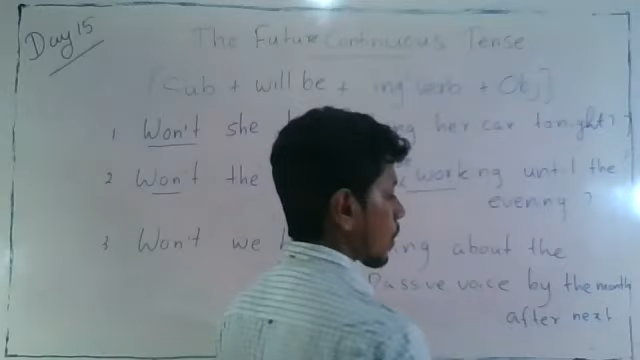 Day 15
The Future Continuous Tense
[Sub + will be + ing verb + Obj]
1 Won't she her car tonight?
2 Won't the working until the
evening ?
3 Won't we about the
Passive voice by the month
after next